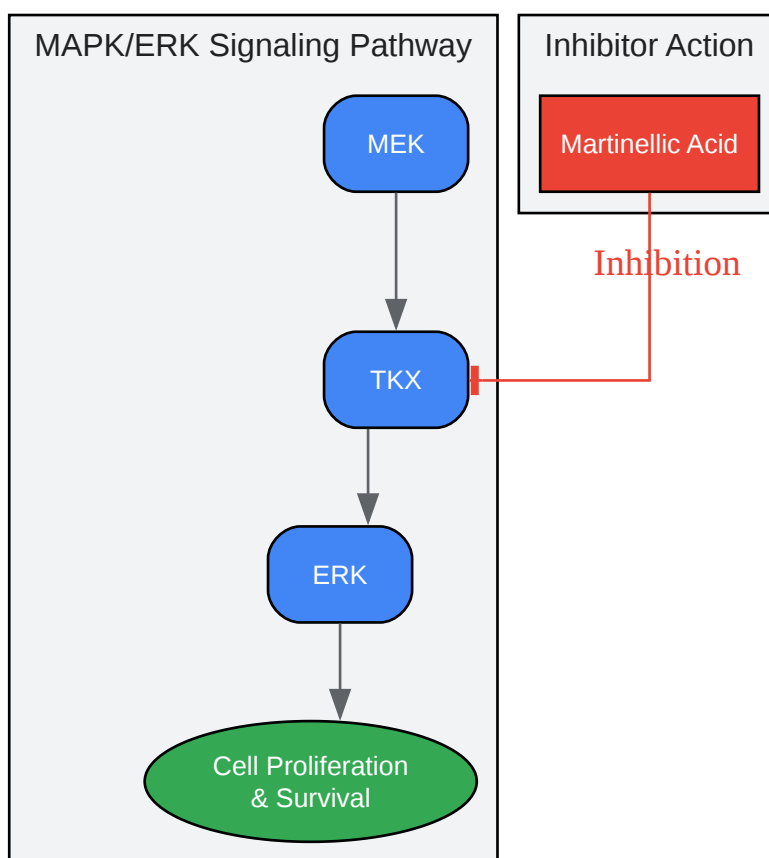 MAPK/ERK Signaling Pathway
Inhibitor Action
MEK
Martinellic Acid
Inhibition
TKX
ERK
Cell Proliferation
& Survival